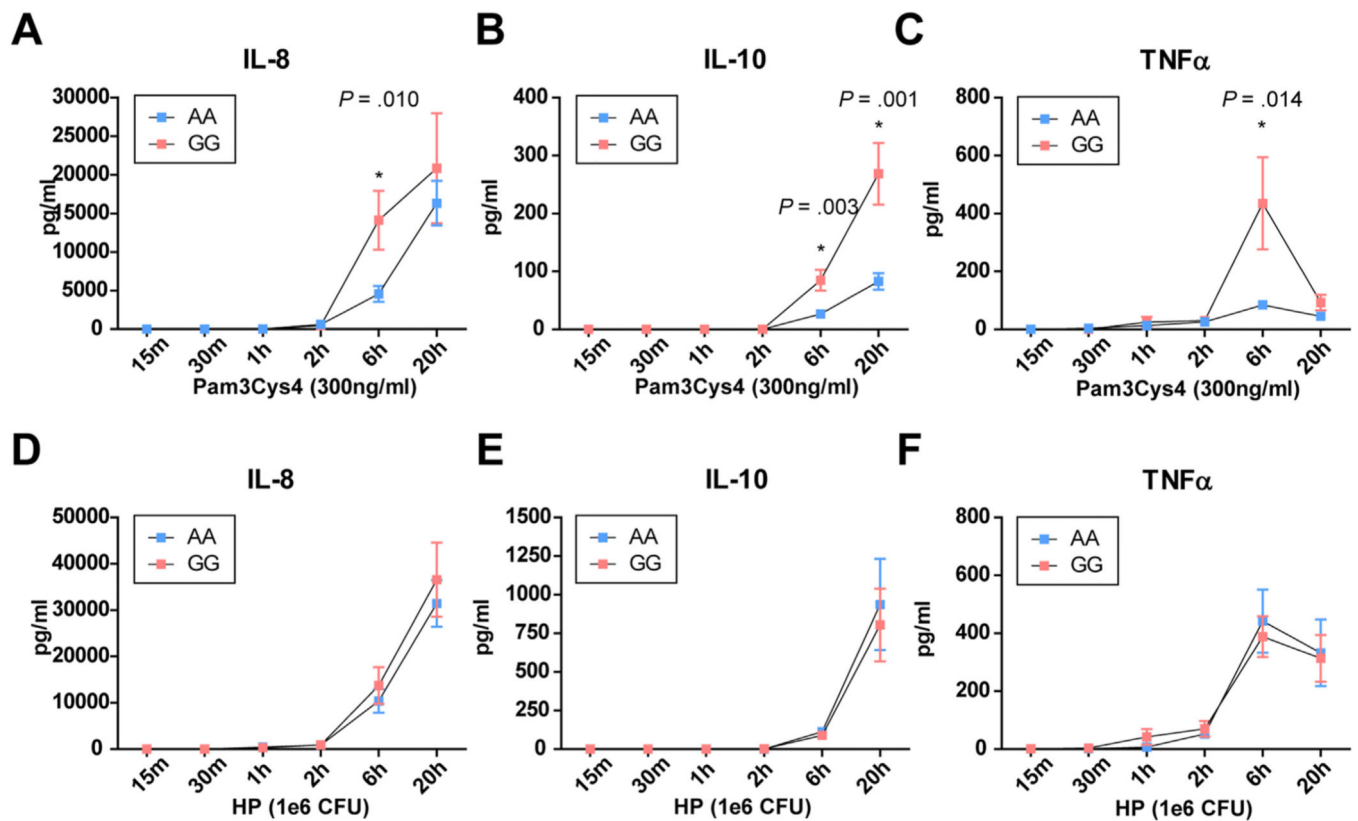 A
IL-8
30000
25000
20000
15000
10000
5000
0
pg/ml
AA
GG
P = .010
*
15m
30m
1h
2h
6h
20h
Pam3Cys4 (300ng/ml)
B
IL-10
400
300
200
100
0
pg/ml
AA
GG
P = .003
*
P = .001
*
15m
30m
1h
2h
6h
20h
Pam3Cys4 (300ng/ml)
C
TNFα
800
600
400
200
0
pg/ml
AA
GG
P = .014
*
15m
30m
1h
2h
6h
20h
Pam3Cys4 (300ng/ml)
D
IL-8
50000
40000
30000
20000
10000
0
pg/ml
AA
GG
15m
30m
1h
2h
6h
20h
HP (1e6 CFU)
E
IL-10
1500
1250
1000
750
500
250
0
pg/ml
AA
GG
15m
30m
1h
2h
6h
20h
HP (1e6 CFU)
F
TNFα
800
600
400
200
0
pg/ml
AA
GG
15m
30m
1h
2h
6h
20h
HP (1e6 CFU)